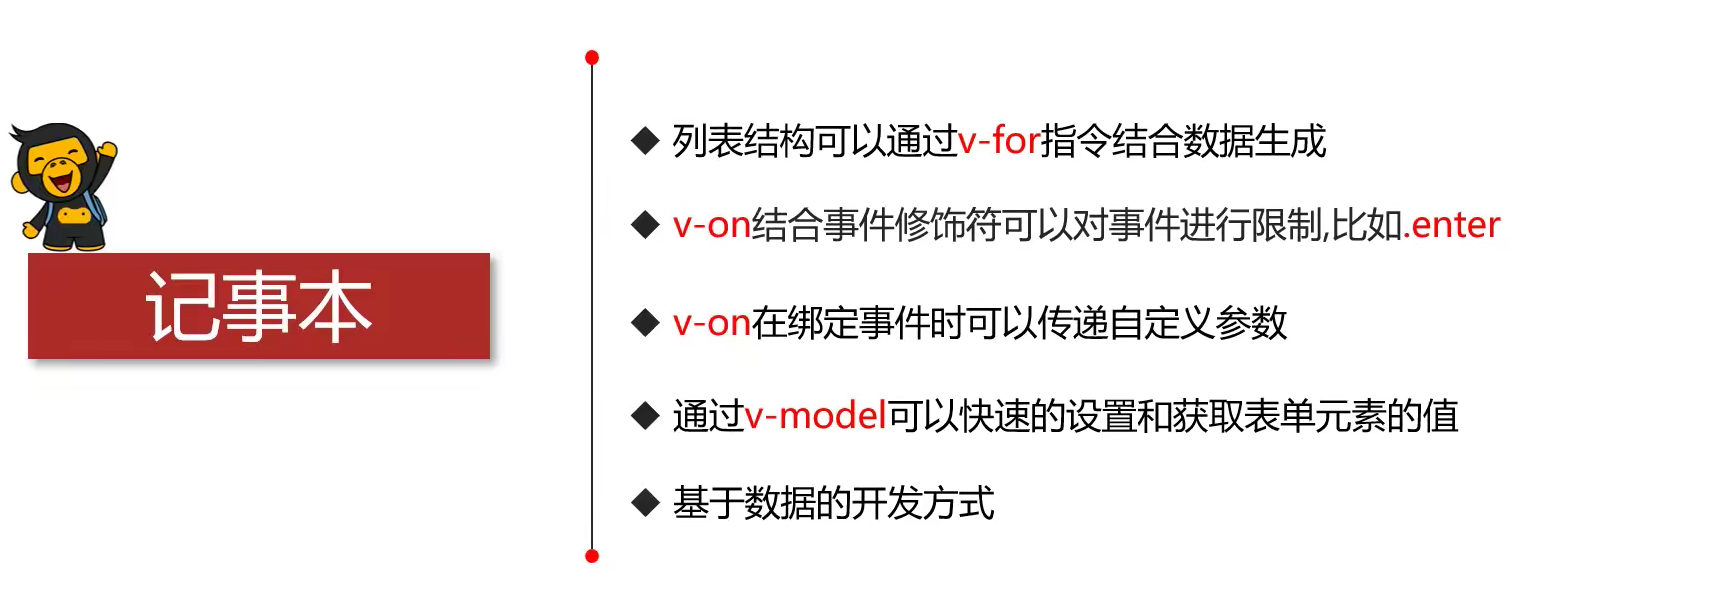 记事本
列表结构可以通过v-for指令结合数据生成
v-on结合事件修饰符可以对事件进行限制,比如.enter
v-on在绑定事件时可以传递自定义参数
通过v-model可以快速的设置和获取表单元素的值
基于数据的开发方式